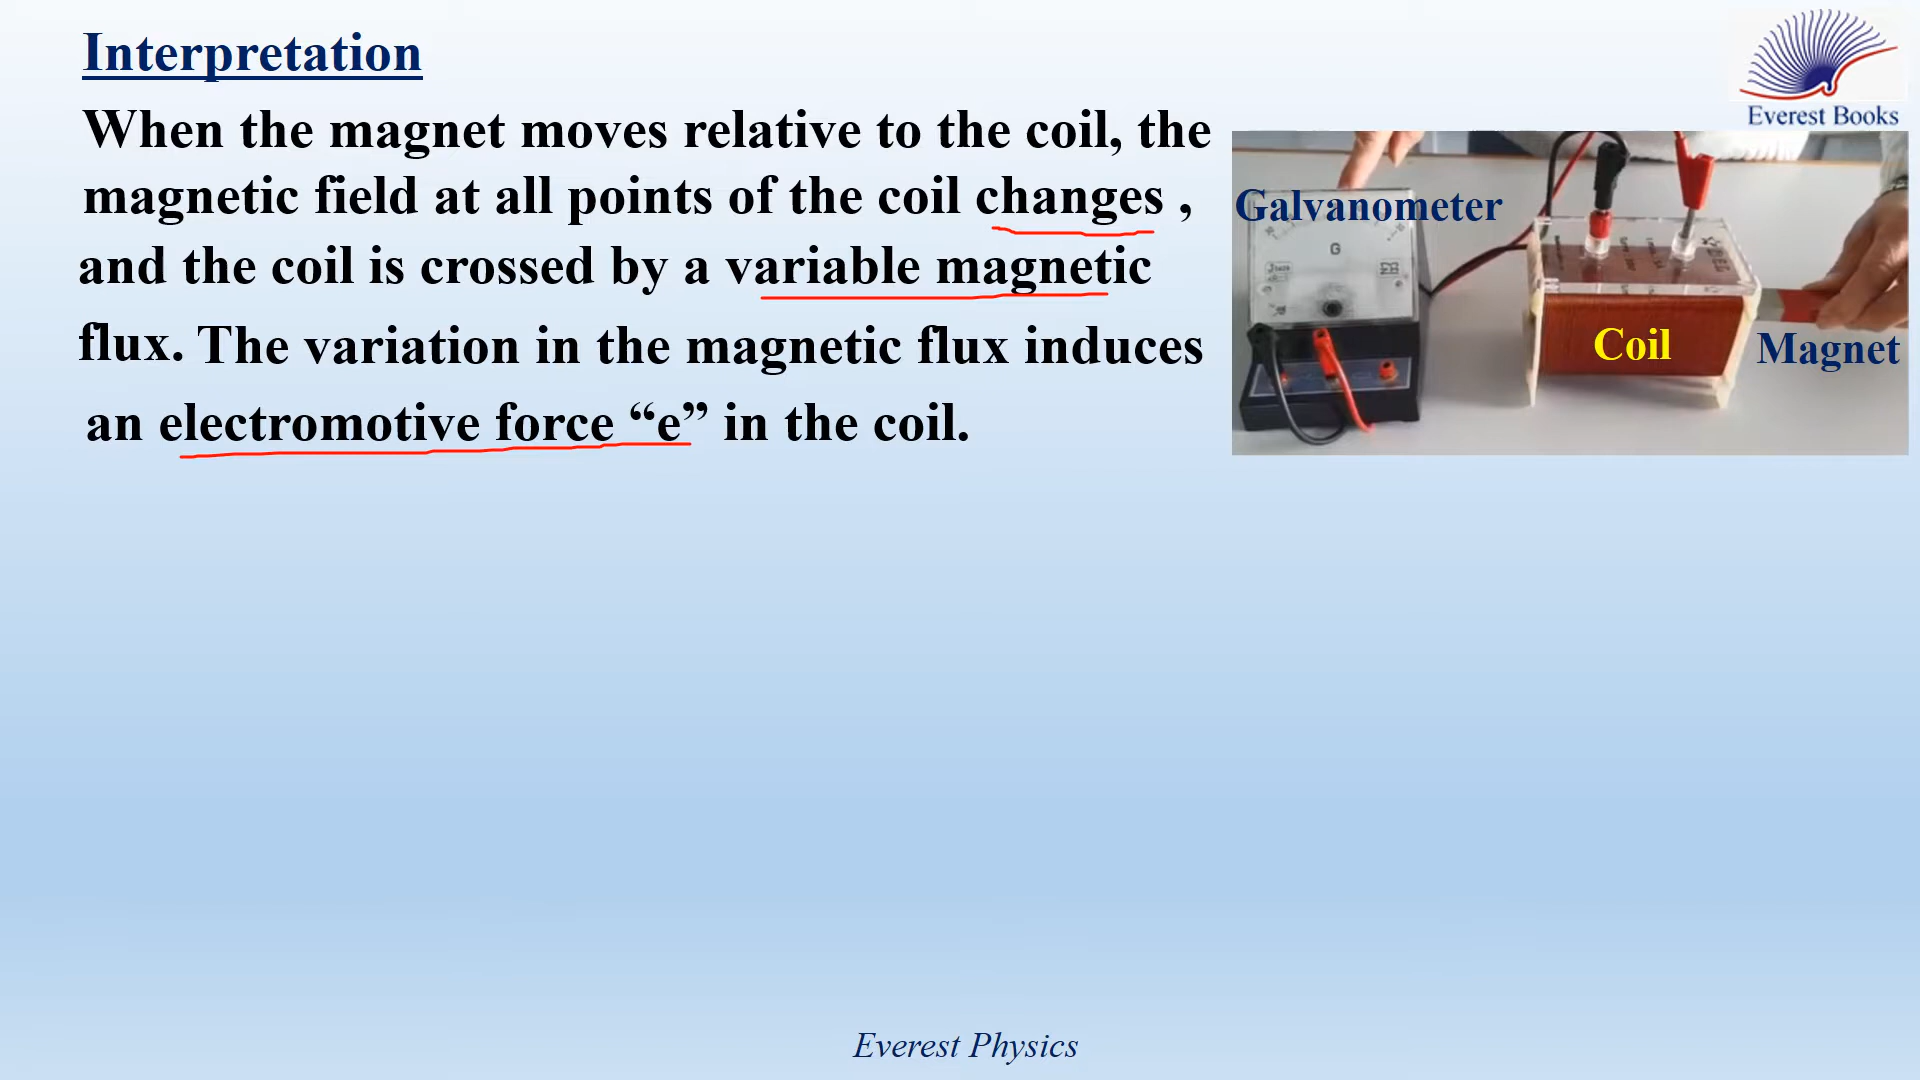 Interpretation
When the magnet moves relative to the coil, the
magnetic field at all points of the coil changes ,
and the coil is crossed by a variable magnetic
flux. The variation in the magnetic flux induces
an electromotive force “e” in the coil.
Everest Books
Galvanometer
G
Coil
Magnet
Everest Physics